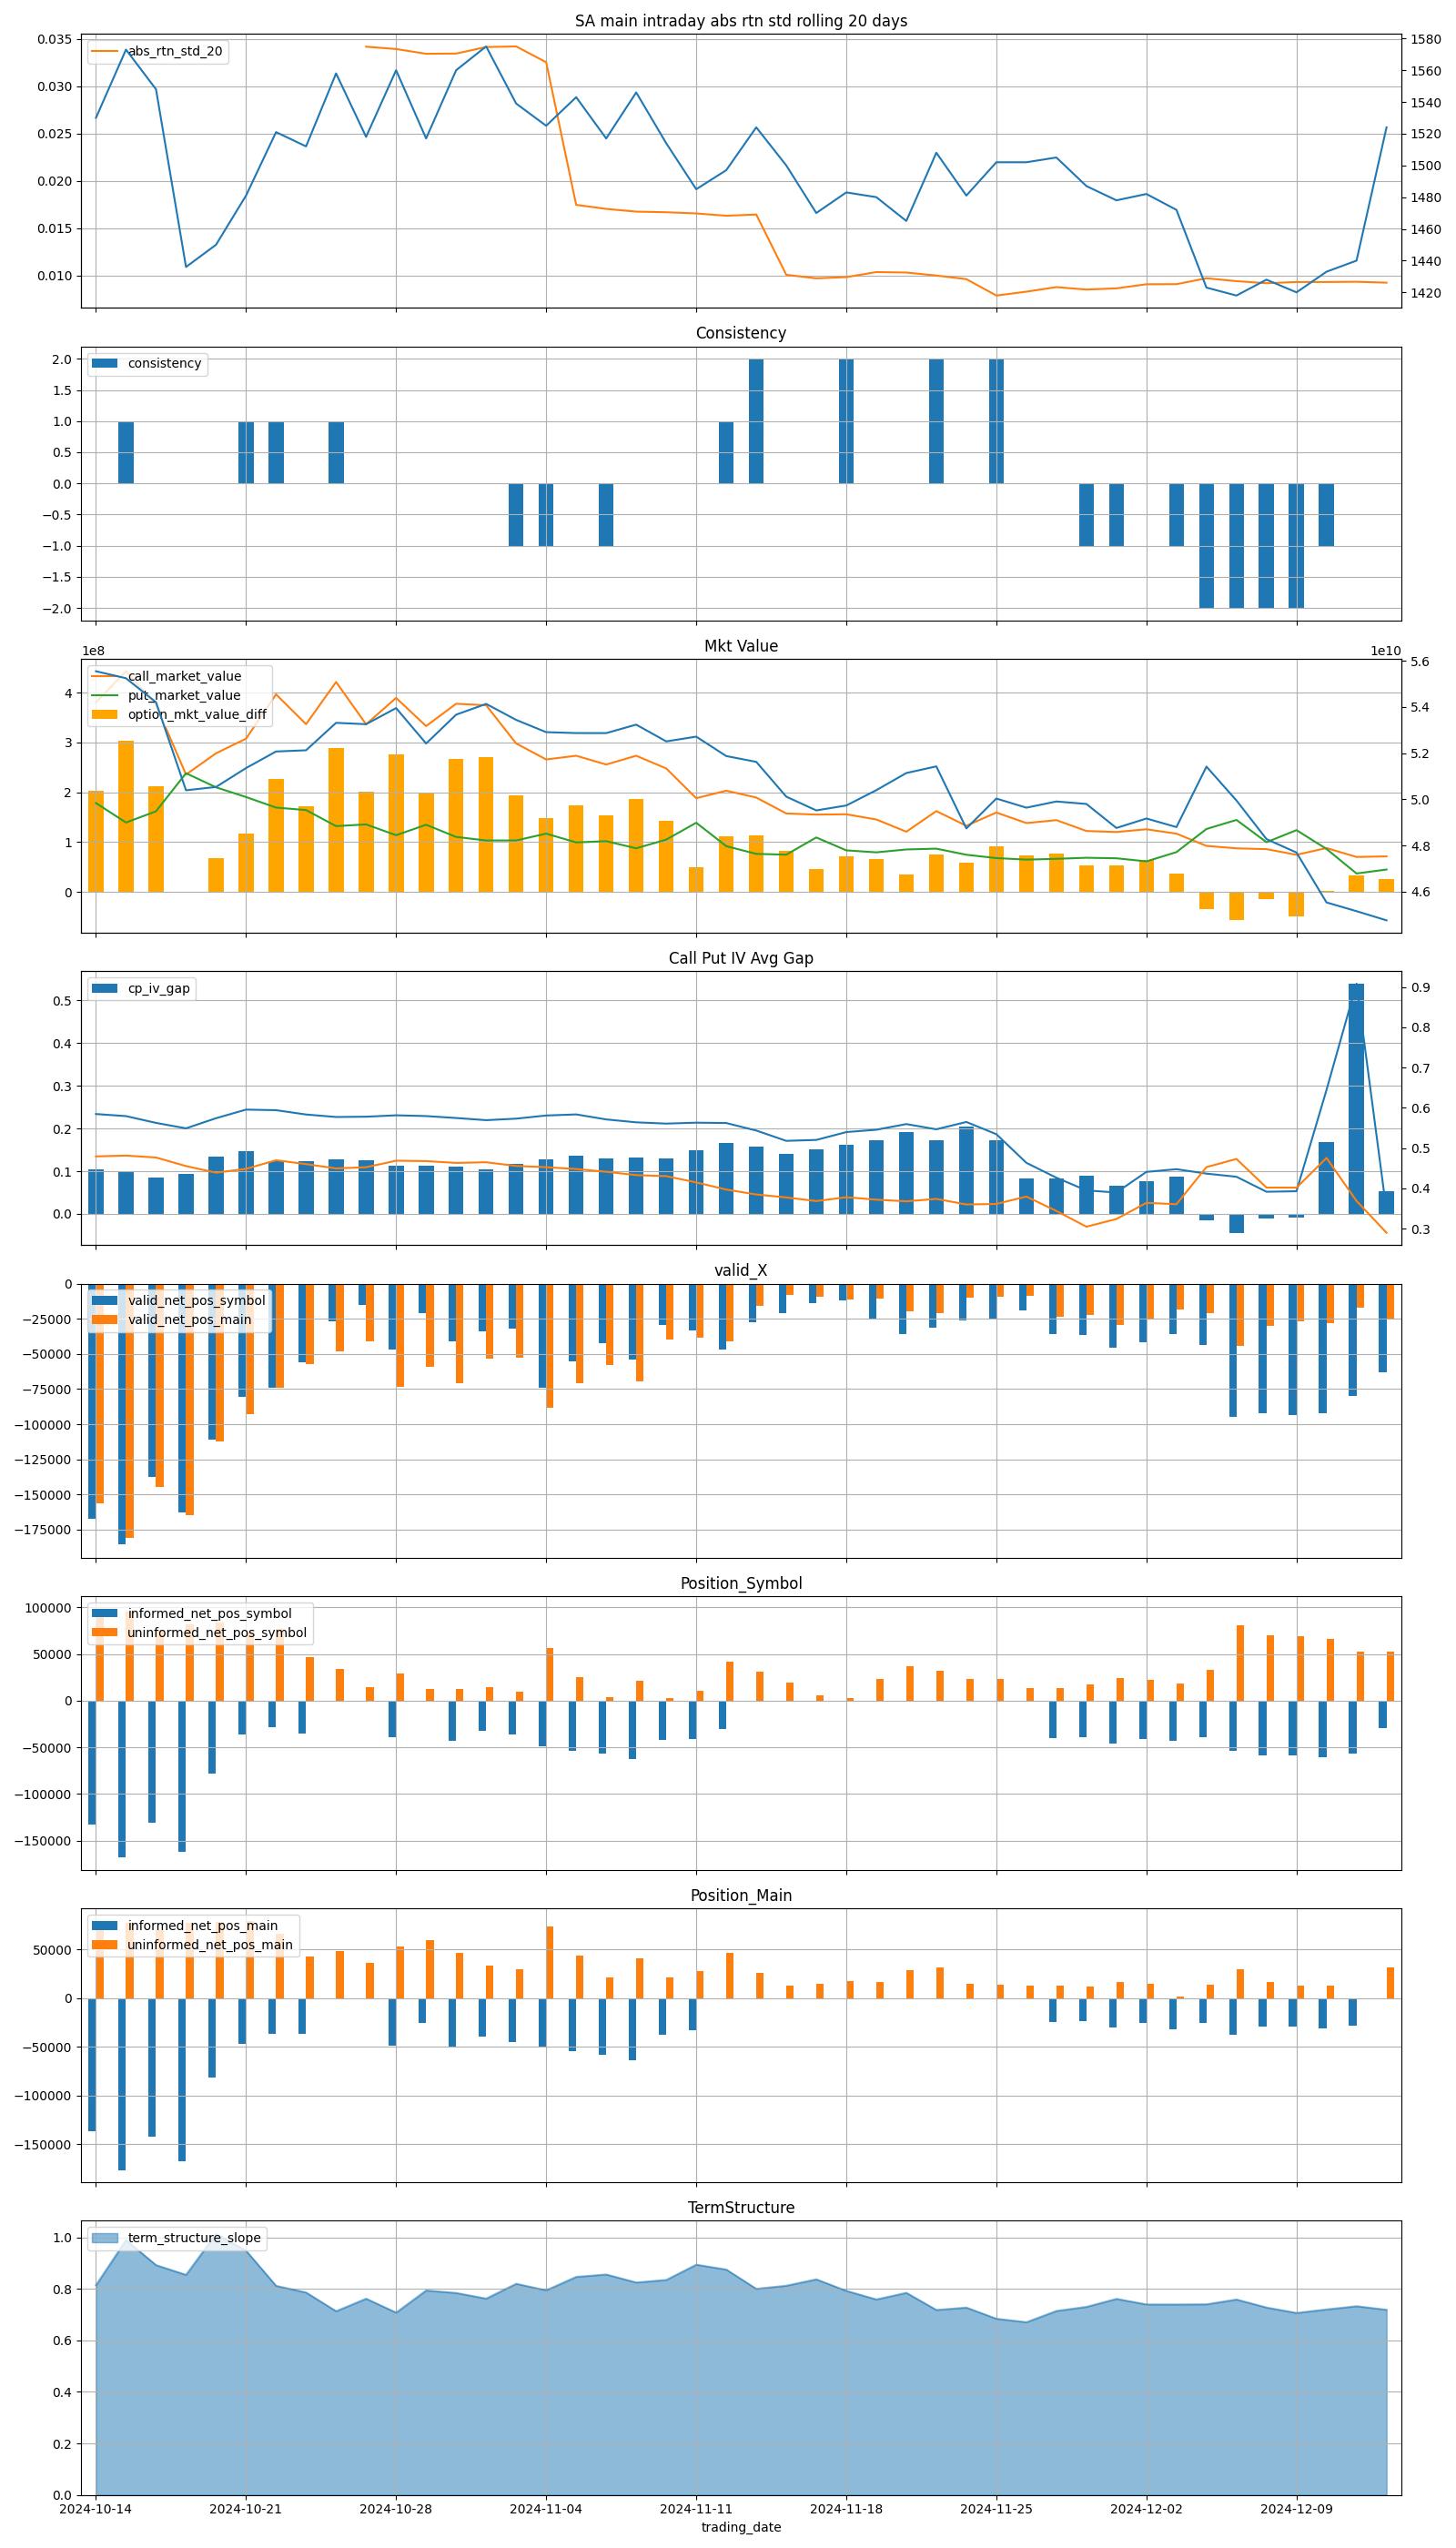 SA main intraday abs rtn std rolling 20 days
abs_rtn_std_20
0.035
0.030
0.025
0.020
0.015
0.010
1580
1560
1540
1520
1500
1480
1460
1440
1420
Consistency
consistency
2.0
1.5
1.0
0.5
0.0
−0.5
−1.0
−1.5
−2.0
Mkt Value
1e8
1e10
call_market_value
put_market_value
option_mkt_value_diff
4
3
2
1
0
5.6
5.4
5.2
5.0
4.8
4.6
Call Put IV Avg Gap
cp_iv_gap
0.5
0.4
0.3
0.2
0.1
0.0
0.9
0.8
0.7
0.6
0.5
0.4
0.3
valid_X
valid_net_pos_symbol
valid_net_pos_main
0
−25000
−50000
−75000
−100000
−125000
−150000
−175000
Position_Symbol
informed_net_pos_symbol
uninformed_net_pos_symbol
100000
50000
0
−50000
−100000
−150000
Position_Main
informed_net_pos_main
uninformed_net_pos_main
50000
0
−50000
−100000
−150000
TermStructure
term_structure_slope
1.0
0.8
0.6
0.4
0.2
0.0
2024-10-14 2024-10-21 2024-10-28 2024-11-04 2024-11-11 2024-11-18 2024-11-25 2024-12-02 2024-12-09
trading_date